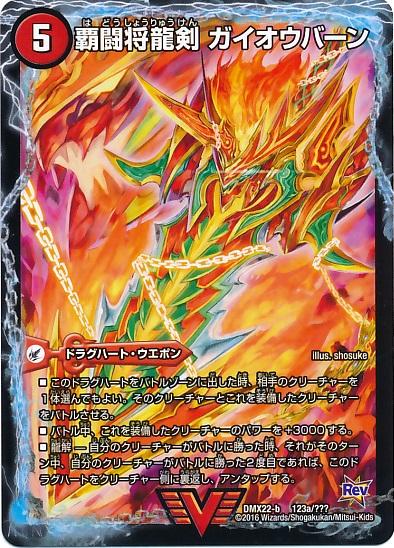 5
はどうしょうりゅうけん
覇闘将龍剣 ガイオウバーン
ドラグハート・ウエポン
illus. shosuke
■ このドラグハートをバトルゾーンに出した時、相手のクリーチャーを
1体選んでもよい。そのクリーチャーとこれを装備したクリーチャー
をバトルさせる。
■ バトル中、これを装備したクリーチャーのパワーを+3000する。
■ 龍解―自分のクリーチャーがバトルに勝った時、それがそのター
ン中、自分のクリーチャーがバトルに勝った2度目であれば、このド
ラグハートをクリーチャー側に裏返し、アンタップする。
Rev.
DMX22-b 123a/???
©2016 Wizards/Shogakukan/Mitsui-Kids